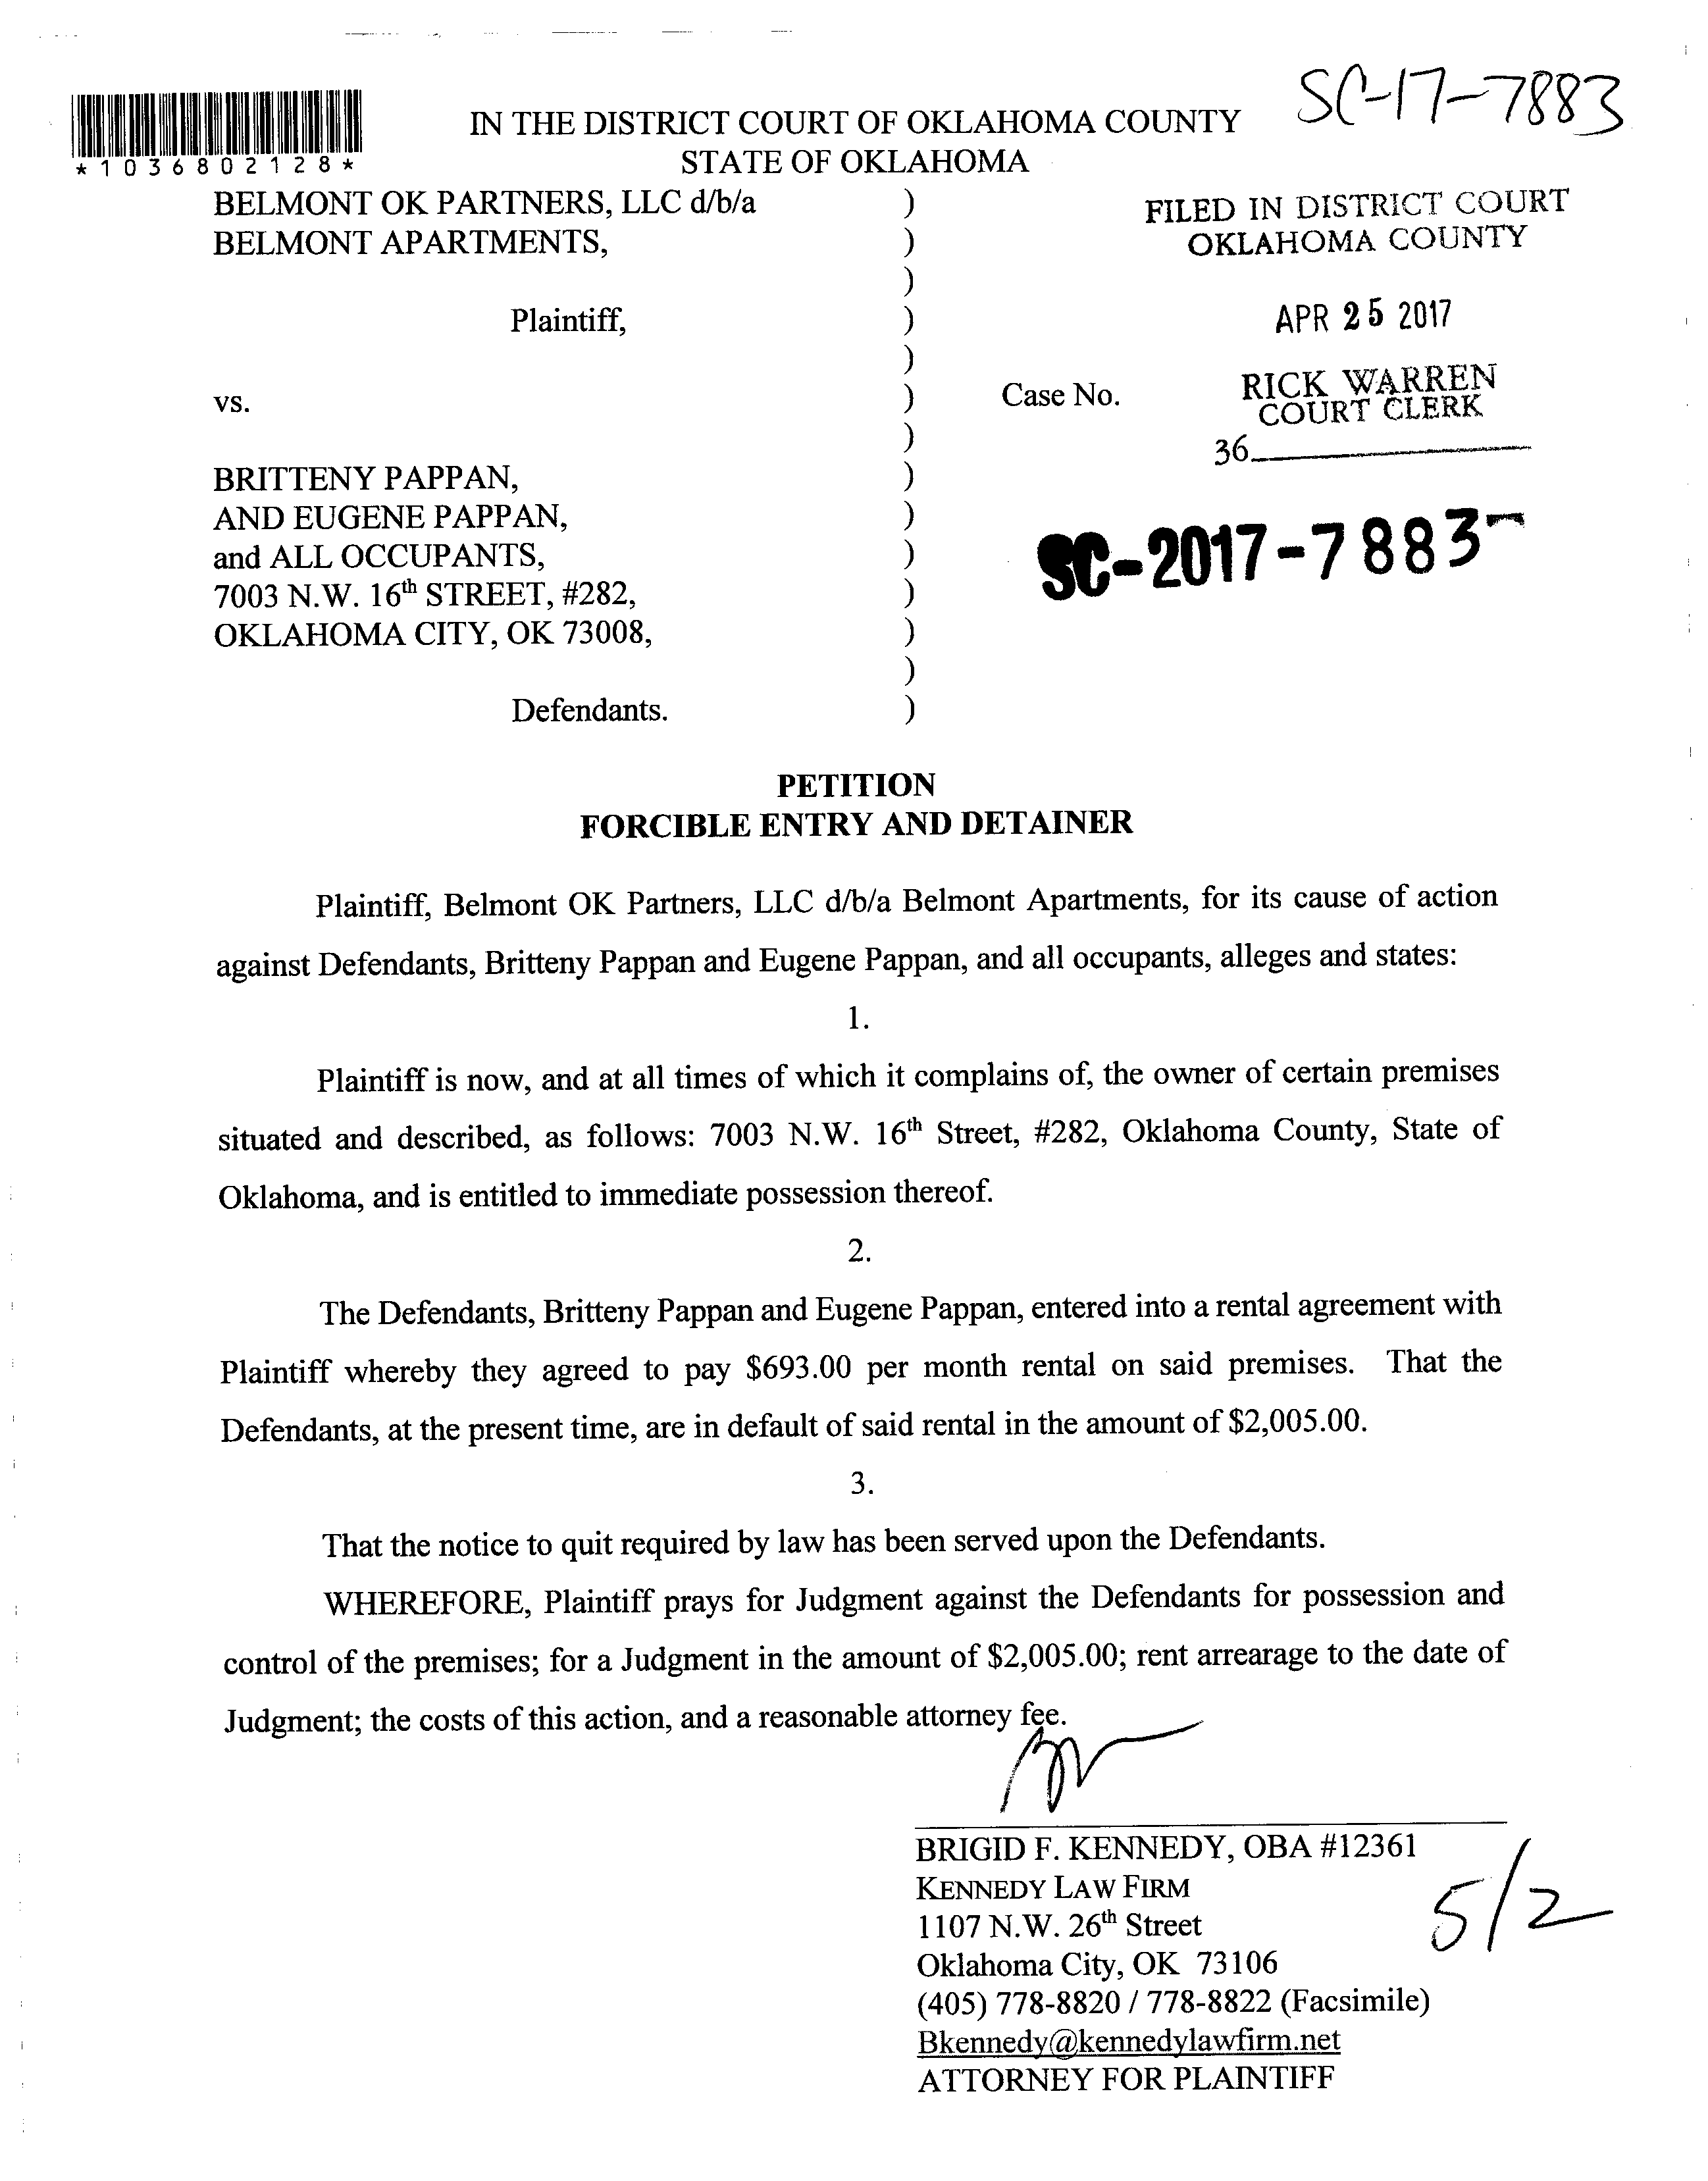 SC-17-7883
*1036802128*
IN THE DISTRICT COURT OF OKLAHOMA COUNTY
STATE OF OKLAHOMA
BELMONT OK PARTNERS, LLC d/b/a )
BELMONT APARTMENTS, )
)
Plaintiff, )
)
vs. )
)
BRITTENY PAPPAN, )
AND EUGENE PAPPAN, )
and ALL OCCUPANTS, )
7003 N.W. 16th STREET, #282, )
OKLAHOMA CITY, OK 73008, )
)
Defendants. )
FILED IN DISTRICT COURT
OKLAHOMA COUNTY
APR 25 2017
Case No.
RICK WARREN
COURT CLERK
36
SC-2017-7883
PETITION
FORCIBLE ENTRY AND DETAINER
Plaintiff, Belmont OK Partners, LLC d/b/a Belmont Apartments, for its cause of action
against Defendants, Britteny Pappan and Eugene Pappan, and all occupants, alleges and states:
1.
Plaintiff is now, and at all times of which it complains of, the owner of certain premises
situated and described, as follows: 7003 N.W. 16th Street, #282, Oklahoma County, State of
Oklahoma, and is entitled to immediate possession thereof.
2.
The Defendants, Britteny Pappan and Eugene Pappan, entered into a rental agreement with
Plaintiff whereby they agreed to pay $693.00 per month rental on said premises. That the
Defendants, at the present time, are in default of said rental in the amount of $2,005.00.
3.
That the notice to quit required by law has been served upon the Defendants.
WHEREFORE, Plaintiff prays for Judgment against the Defendants for possession and
control of the premises; for a Judgment in the amount of $2,005.00; rent arrearage to the date of
Judgment; the costs of this action, and a reasonable attorney fee.
BRIGID F. KENNEDY, OBA #12361
KENNEDY LAW FIRM
1107 N.W. 26th Street
Oklahoma City, OK 73106
(405) 778-8820 / 778-8822 (Facsimile)
Bkennedy@kennedylawfirm.net
ATTORNEY FOR PLAINTIFF
5/2